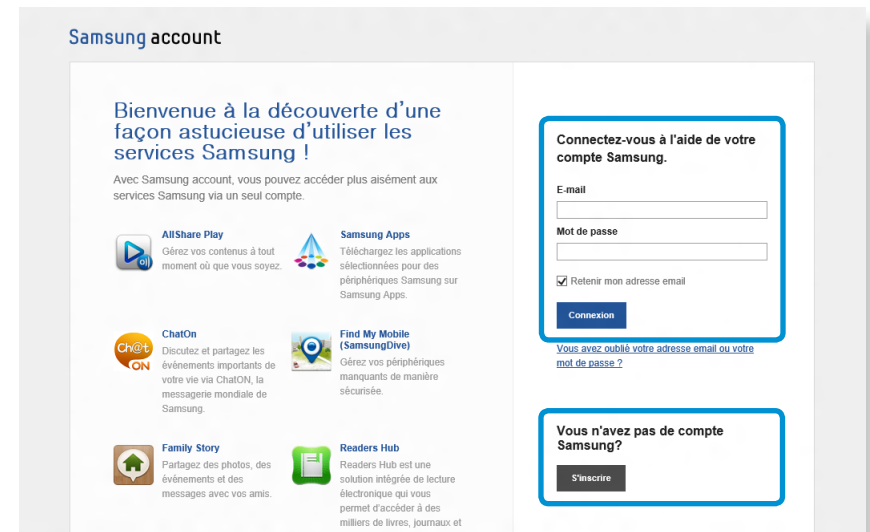 Samsung account
Bienvenue à la découverte d'une
façon astucieuse d'utiliser les
services Samsung !
Avec Samsung account, vous pouvez accéder plus aisément aux
services Samsung via un seul compte.
AllShare Play
Gérez vos contenus à tout
moment où que vous soyez.
Samsung Apps
Téléchargez les applications
sélectionnées pour des
périphériques Samsung sur
Samsung Apps.
Ch@t
ON
ChatOn
Discutez et partagez les
événements importants de
votre vie via ChatON, la
messagerie mondiale de
Samsung.
Find My Mobile
(SamsungDive)
Gérez vos périphériques
manquants de manière
sécurisée.
Family Story
Partagez des photos, des
événements et des
messages avec vos amis.
Readers Hub
Readers Hub est une
solution intégrée de lecture
électronique qui vous
permet d'accéder à des
milliers de livres, journaux et
Connectez-vous à l'aide de votre
compte Samsung.
E-mail
Mot de passe
Retenir mon adresse email
Connexion
Vous avez oublié votre adresse email ou votre
mot de passe ?
Vous n'avez pas de compte
Samsung?
S'inscrire